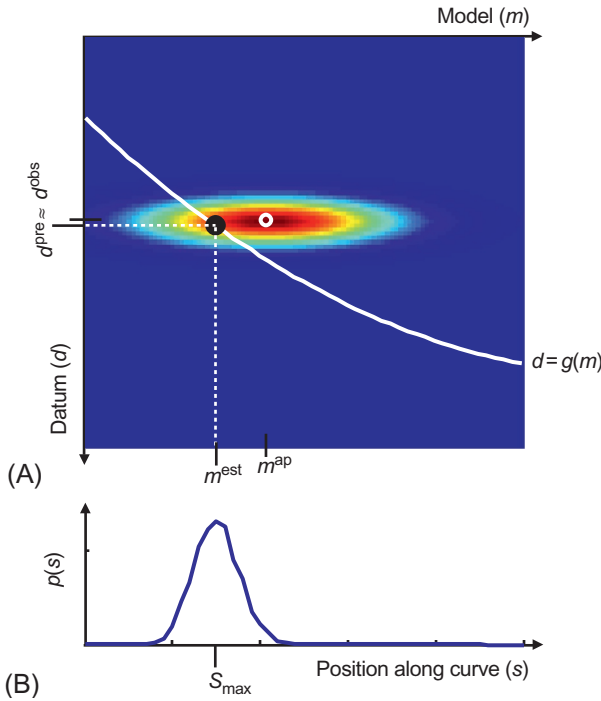 Model (m)
d^pre ≈ d^obs
Datum (d)
d = g(m)
m^est
m^ap
(A)
p(s)
Position along curve (s)
S_max
(B)